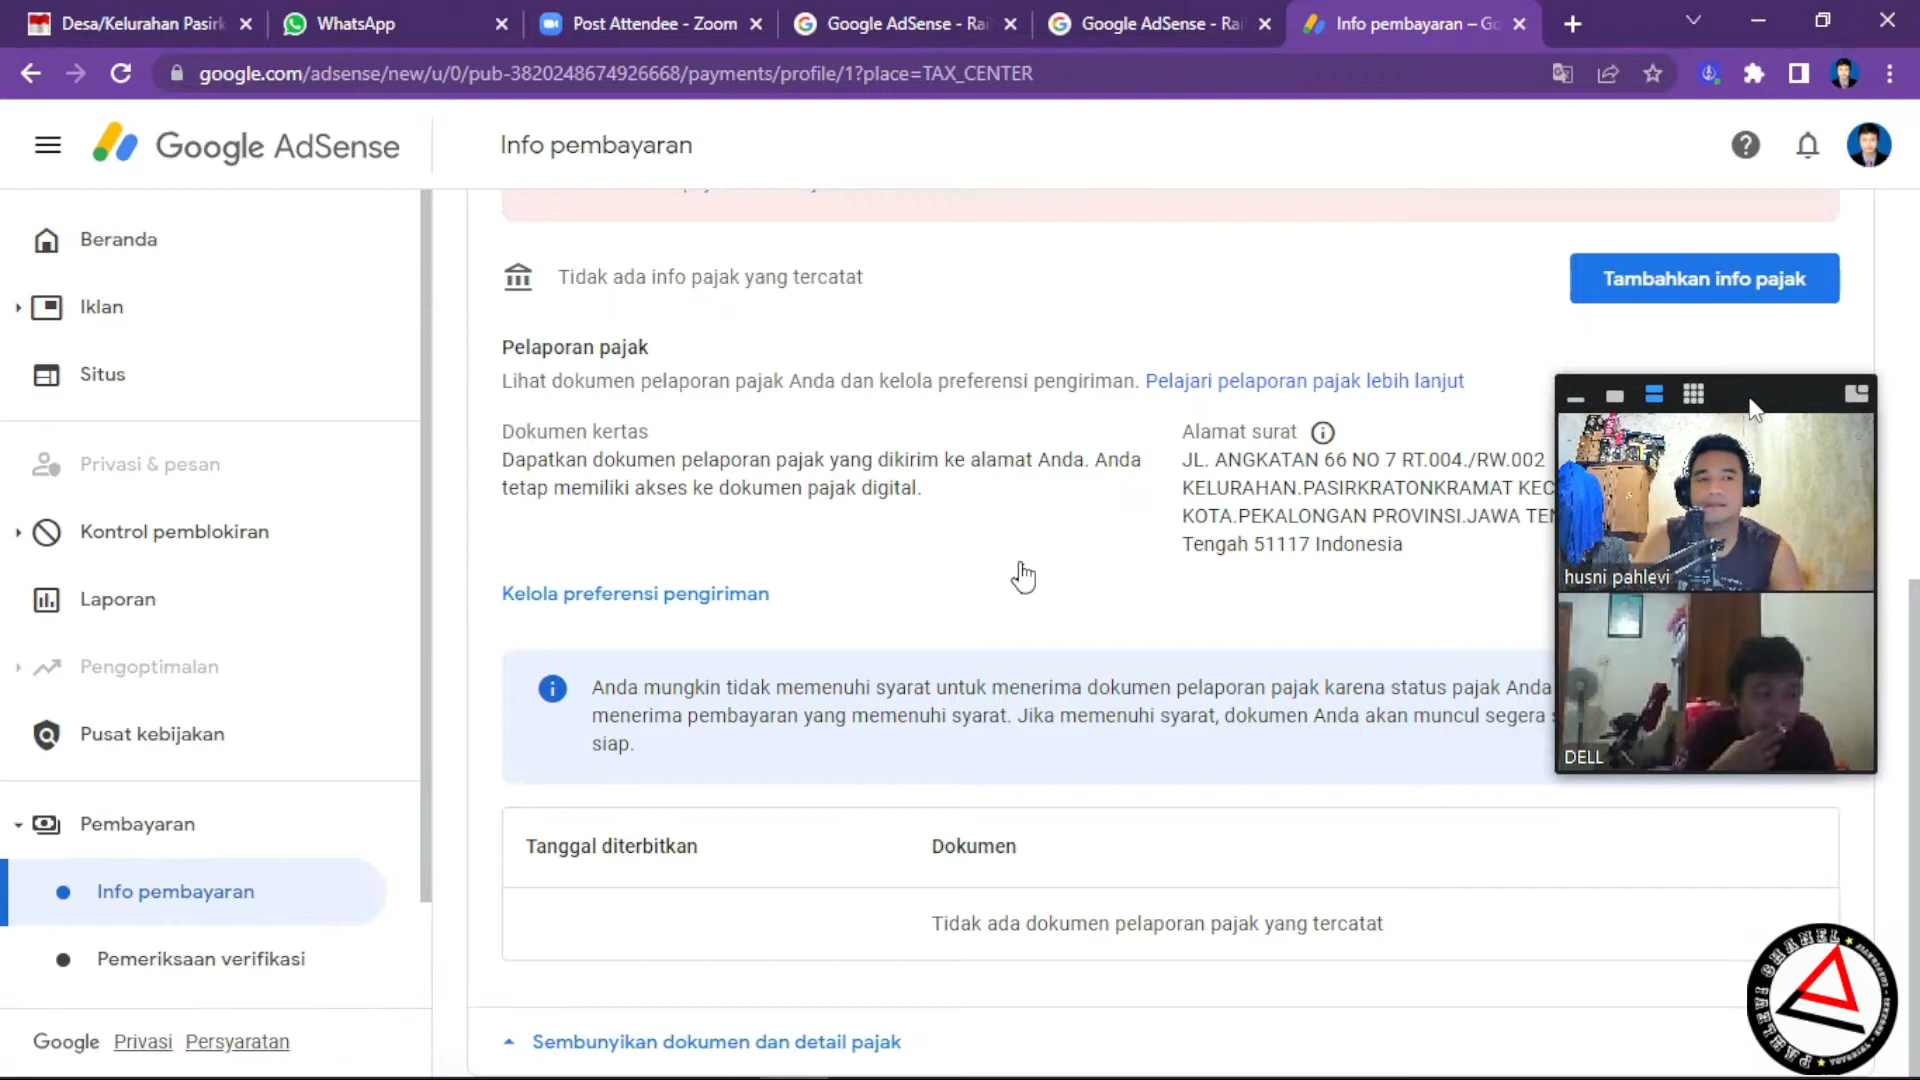 Desa/Kelurahan Pasirk
WhatsApp
Post Attendee - Zoom
Google AdSense - Rai
Google AdSense - Rai
Info pembayaran – Go
google.com/adsense/new/u/0/pub-3820248674926668/payments/profile/1?place=TAX_CENTER
Google AdSense
Info pembayaran
Beranda
Iklan
Situs
Privasi & pesan
Kontrol pemblokiran
Laporan
Pengoptimalan
Pusat kebijakan
Pembayaran
Info pembayaran
Pemeriksaan verifikasi
Google Privasi Persyaratan
Tidak ada info pajak yang tercatat
Tambahkan info pajak
Pelaporan pajak
Lihat dokumen pelaporan pajak Anda dan kelola preferensi pengiriman. Pelajari pelaporan pajak lebih lanjut
Dokumen kertas
Dapatkan dokumen pelaporan pajak yang dikirim ke alamat Anda. Anda
tetap memiliki akses ke dokumen pajak digital.
Alamat surat
JL. ANGKATAN 66 NO 7 RT.004./RW.002
KELURAHAN.PASIRKRATONKRAMAT KEC
KOTA.PEKALONGAN PROVINSI.JAWA TEN
Tengah 51117 Indonesia
Kelola preferensi pengiriman
Anda mungkin tidak memenuhi syarat untuk menerima dokumen pelaporan pajak karena status pajak Anda
menerima pembayaran yang memenuhi syarat. Jika memenuhi syarat, dokumen Anda akan muncul segera s
siap.
Tanggal diterbitkan
Dokumen
Tidak ada dokumen pelaporan pajak yang tercatat
Sembunyikan dokumen dan detail pajak
husni pahlevi
DELL
PAHLEVI CHANEL